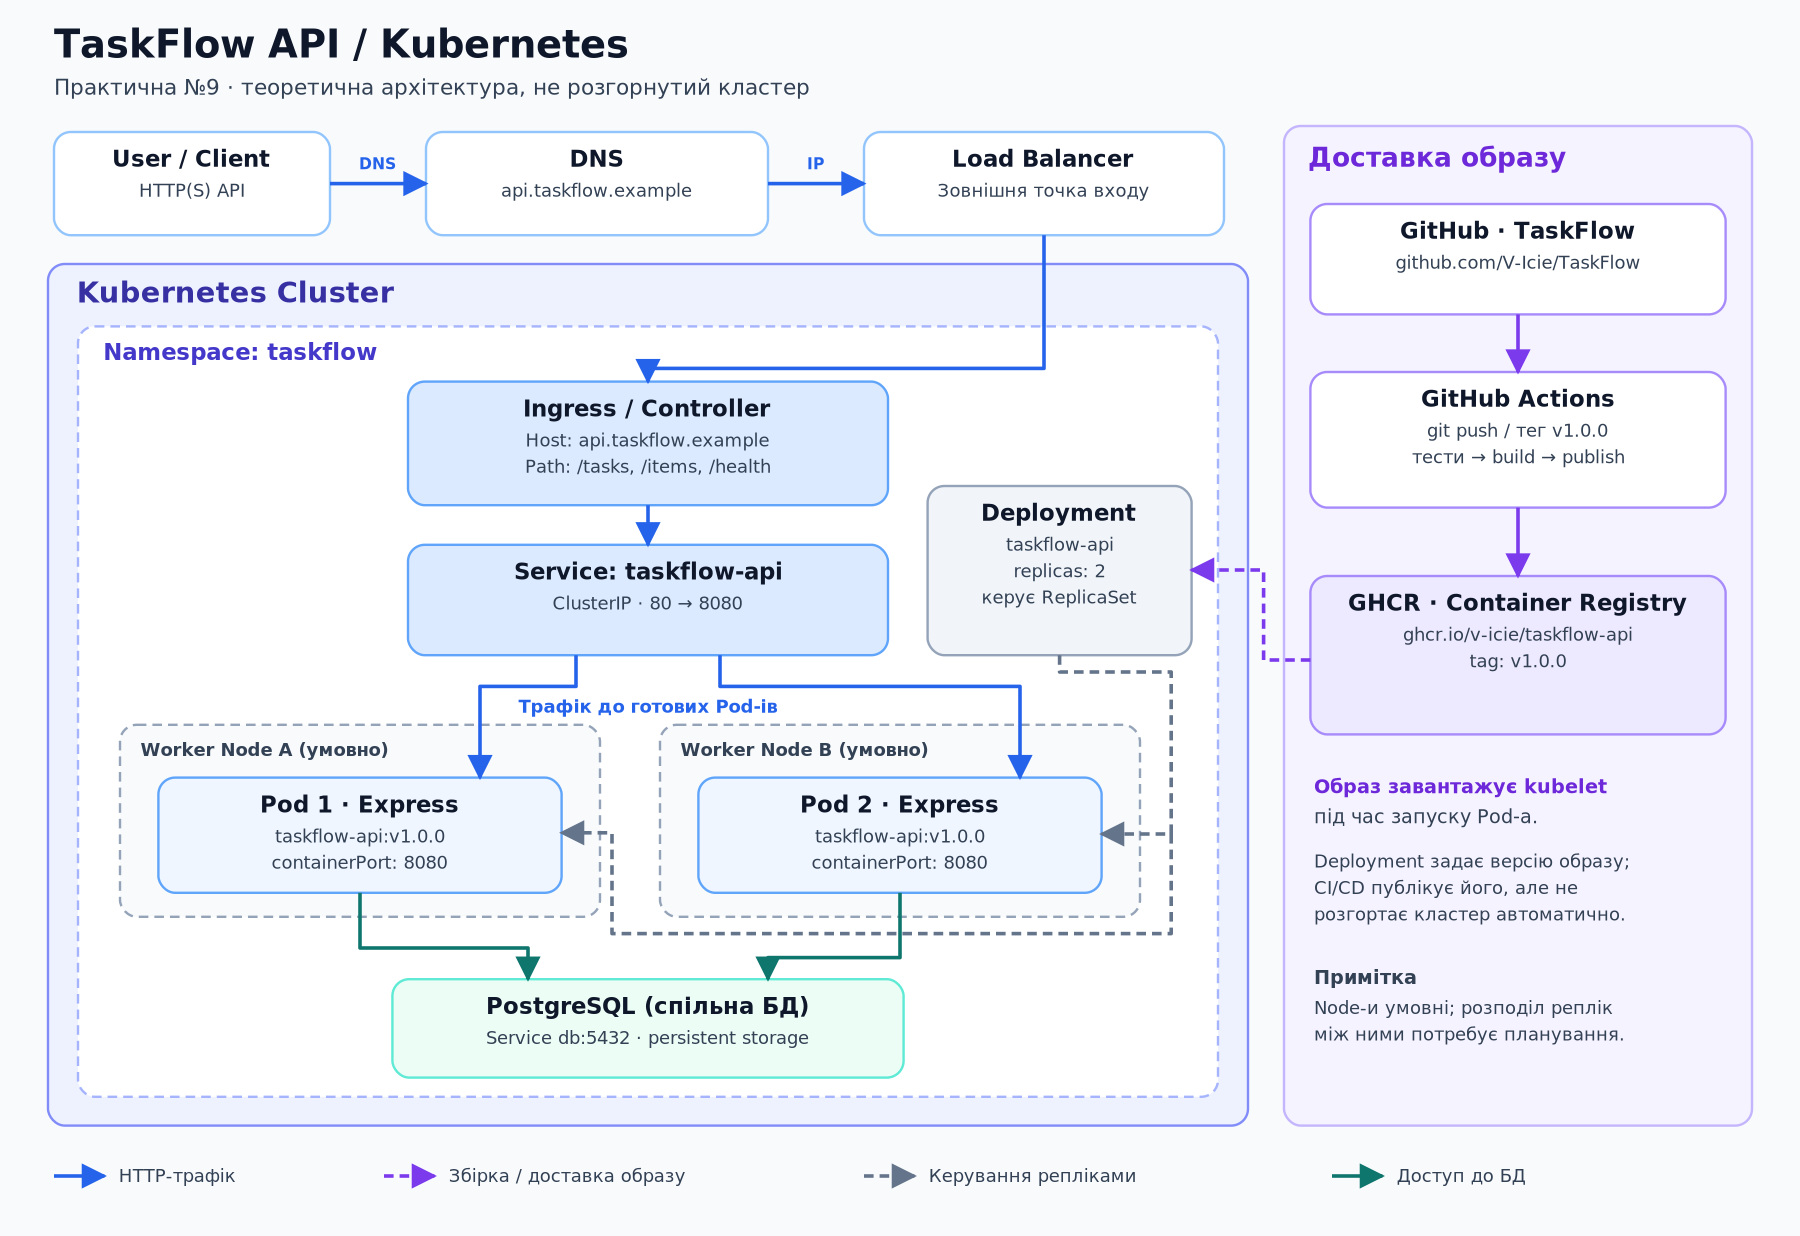 TaskFlow API / Kubernetes
Практична №9 · теоретична архітектура, не розгорнутий кластер
User / Client
HTTP(S) API
DNS
DNS
api.taskflow.example
IP
Load Balancer
Зовнішня точка входу
Kubernetes Cluster
Namespace: taskflow
Ingress / Controller
Host: api.taskflow.example
Path: /tasks, /items, /health
Service: taskflow-api
ClusterIP · 80 → 8080
Deployment
taskflow-api
replicas: 2
керує ReplicaSet
Трафік до готових Pod-ів
Worker Node A (умовно)
Pod 1 · Express
taskflow-api:v1.0.0
containerPort: 8080
Worker Node B (умовно)
Pod 2 · Express
taskflow-api:v1.0.0
containerPort: 8080
PostgreSQL (спільна БД)
Service db:5432 · persistent storage
Доставка образу
GitHub · TaskFlow
github.com/V-Icie/TaskFlow
GitHub Actions
git push / тег v1.0.0
тести → build → publish
GHCR · Container Registry
ghcr.io/v-icie/taskflow-api
tag: v1.0.0
Образ завантажує kubelet
під час запуску Pod-а.
Deployment задає версію образу;
CI/CD публікує його, але не
розгортає кластер автоматично.
Примітка
Node-и умовні; розподіл реплік
між ними потребує планування.
HTTP-трафік
Збірка / доставка образу
Керування репліками
Доступ до БД